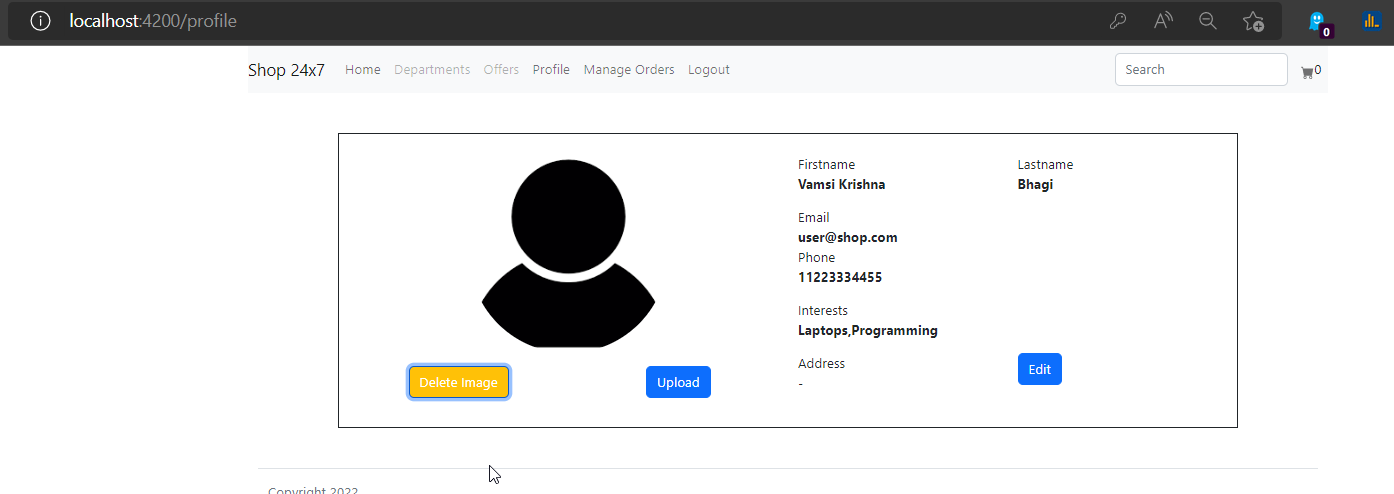 localhost:4200/profile
0
Shop 24x7 Home Departments Offers Profile Manage Orders Logout Search 0
Firstname Lastname
Vamsi Krishna Bhagi
Email
user@shop.com
Phone
11223334455
Interests
Laptops,Programming
Address
-
Edit
Delete Image Upload
Copyright 2022